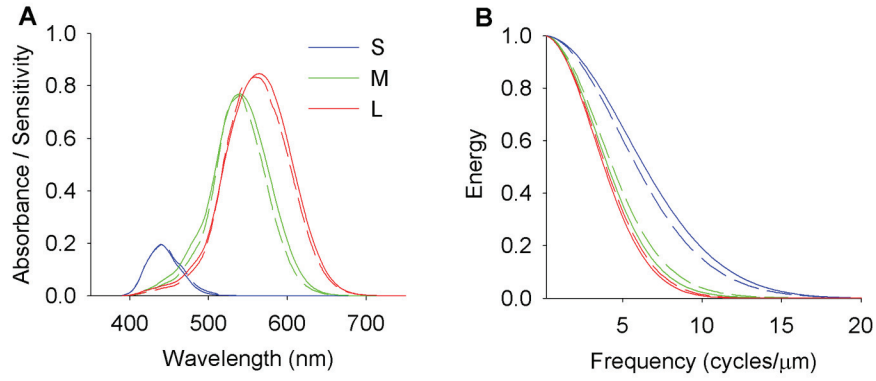 A
Absorbance / Sensitivity
1.0
0.8
0.6
0.4
0.2
0.0
400
500
600
700
Wavelength (nm)
S
M
L
B
Energy
1.0
0.8
0.6
0.4
0.2
0.0
5
10
15
20
Frequency (cycles/μm)